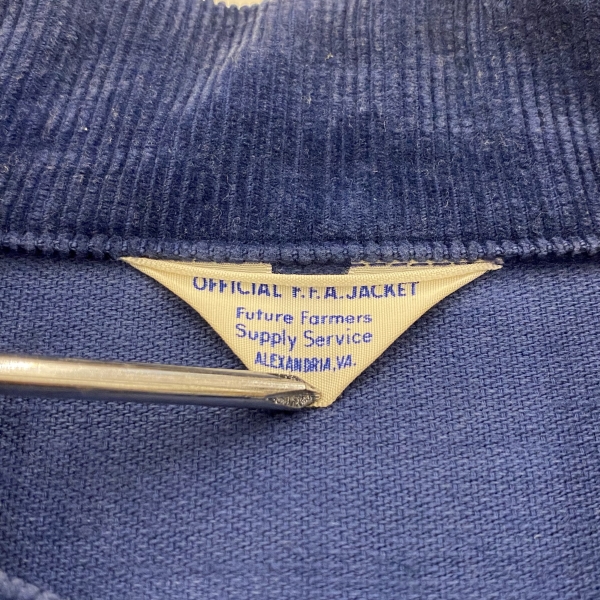 OFFICIAL F.F.A. JACKET
Future Farmers
Supply Service
ALEXANDRIA, VA.